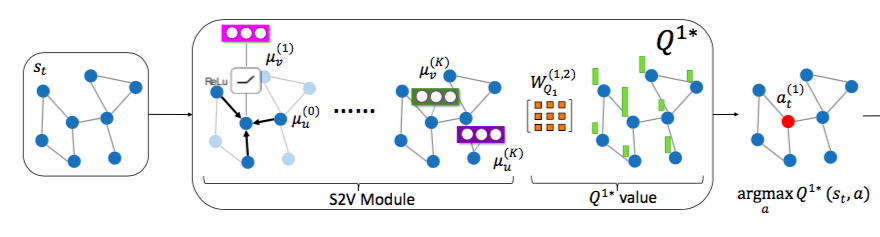 s_t
ReLu
μ_v^(1)
μ_u^(0)
......
μ_v^(K)
μ_u^(K)
S2V Module
W_{Q_1}^(1,2)
Q^{1*}
Q^{1*} value
a_t^(1)
argmax_a Q^{1*} (s_t, a)